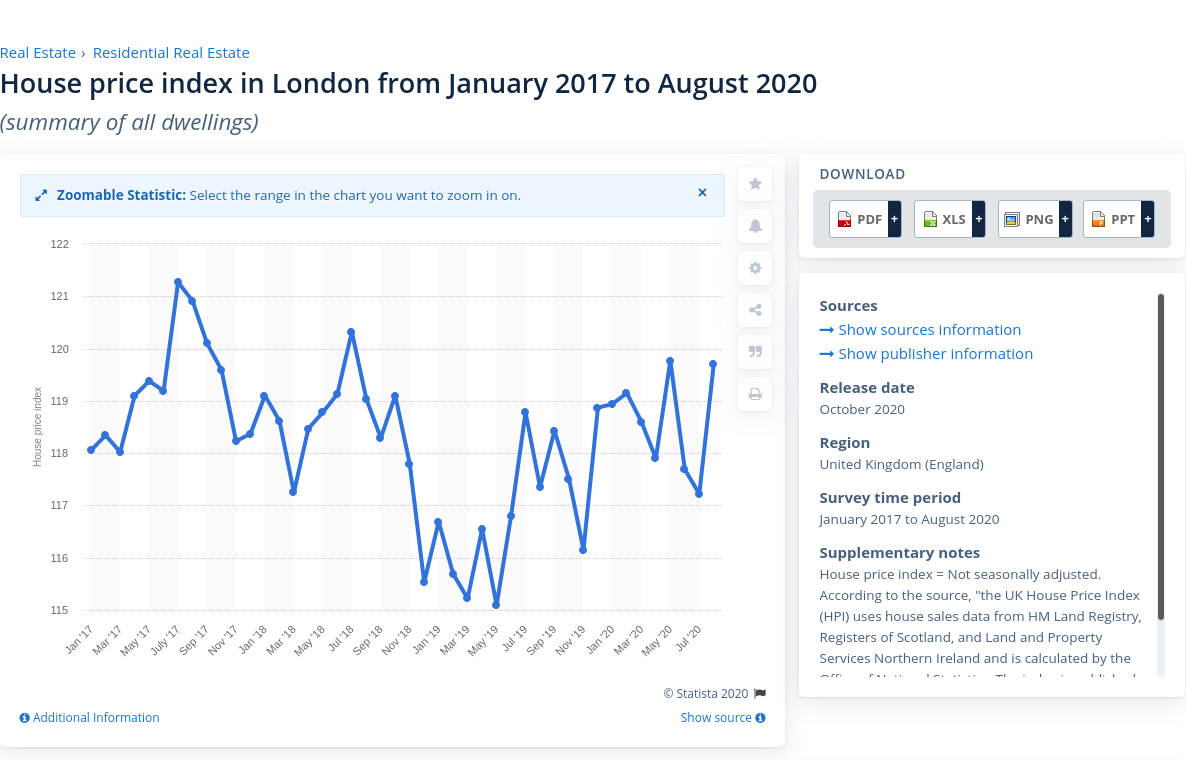 Real Estate › Residential Real Estate
House price index in London from January 2017 to August 2020
(summary of all dwellings)
Zoomable Statistic: Select the range in the chart you want to zoom in on. ×
122
121
120
119
118
117
116
115
House price index
Jan '17 Mar '17 May '17 July '17 Sep '17 Nov '17 Jan '18 Mar '18 May '18 Jul '18 Sep '18 Nov '18 Jan '19 Mar '19 May '19 Jul '19 Sep '19 Nov '19 Jan '20 Mar '20 May '20 Jul '20
© Statista 2020
Additional Information Show source
DOWNLOAD
PDF + XLS + PNG + PPT +
Sources
Show sources information
Show publisher information
Release date
October 2020
Region
United Kingdom (England)
Survey time period
January 2017 to August 2020
Supplementary notes
House price index = Not seasonally adjusted.
According to the source, "the UK House Price Index
(HPI) uses house sales data from HM Land Registry,
Registers of Scotland, and Land and Property
Services Northern Ireland and is calculated by the